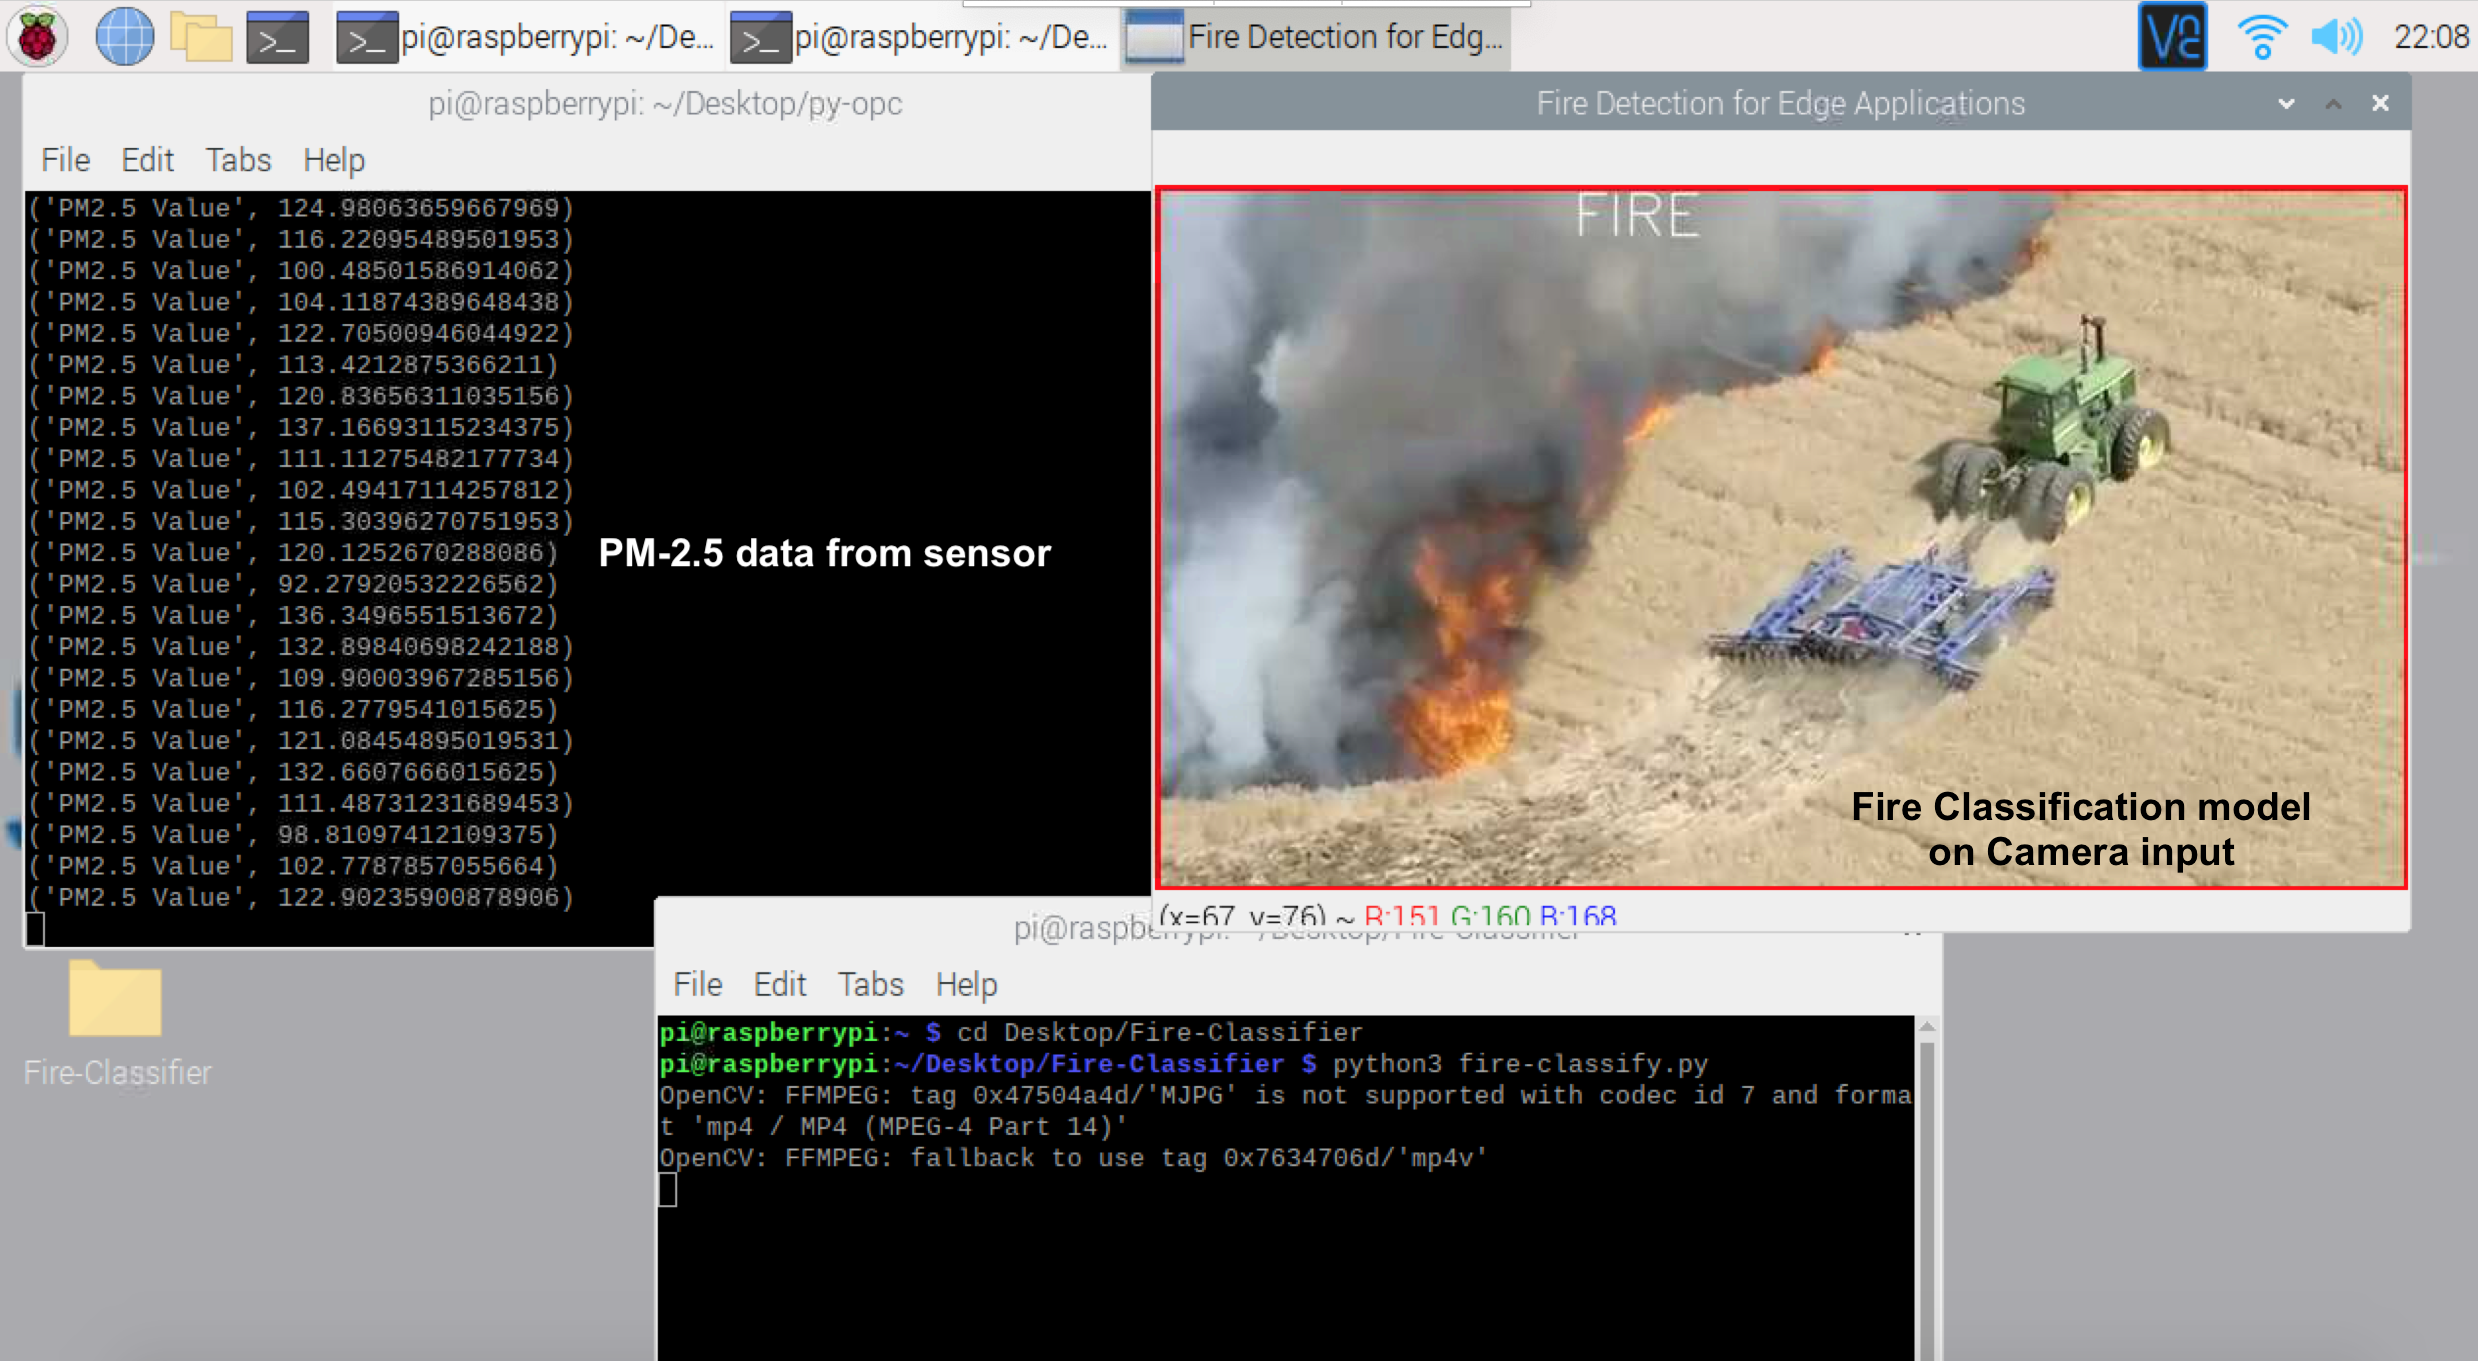 pi@raspberrypi: ~/De...
pi@raspberrypi: ~/De...
Fire Detection for Edg...
22:08
pi@raspberrypi: ~/Desktop/py-opc
File Edit Tabs Help
('PM2.5 Value', 124.98063659667969)
('PM2.5 Value', 116.22095489501953)
('PM2.5 Value', 100.48501586914062)
('PM2.5 Value', 104.11874389648438)
('PM2.5 Value', 122.70500946044922)
('PM2.5 Value', 113.4212875366211)
('PM2.5 Value', 120.83656311035156)
('PM2.5 Value', 137.16693115234375)
('PM2.5 Value', 111.11275482177734)
('PM2.5 Value', 102.49417114257812)
('PM2.5 Value', 115.30396270751953)
('PM2.5 Value', 120.1252670288086)
('PM2.5 Value', 92.27920532226562)
('PM2.5 Value', 136.3496551513672)
('PM2.5 Value', 132.89840698242188)
('PM2.5 Value', 109.90003967285156)
('PM2.5 Value', 116.2779541015625)
('PM2.5 Value', 121.08454895019531)
('PM2.5 Value', 132.6607666015625)
('PM2.5 Value', 111.48731231689453)
('PM2.5 Value', 98.81097412109375)
('PM2.5 Value', 102.7787857055664)
('PM2.5 Value', 122.90235900878906)
PM-2.5 data from sensor
Fire Detection for Edge Applications
FIRE
Fire Classification model
on Camera input
(x=67, y=76) ~ R:151 G:160 B:168
Fire-Classifier
pi@raspberrypi: ~/Desktop/Fire-Classifier
File Edit Tabs Help
pi@raspberrypi:~ $ cd Desktop/Fire-Classifier
pi@raspberrypi:~/Desktop/Fire-Classifier $ python3 fire-classify.py
OpenCV: FFMPEG: tag 0x47504a4d/'MJPG' is not supported with codec id 7 and forma
t 'mp4 / MP4 (MPEG-4 Part 14)'
OpenCV: FFMPEG: fallback to use tag 0x7634706d/'mp4v'